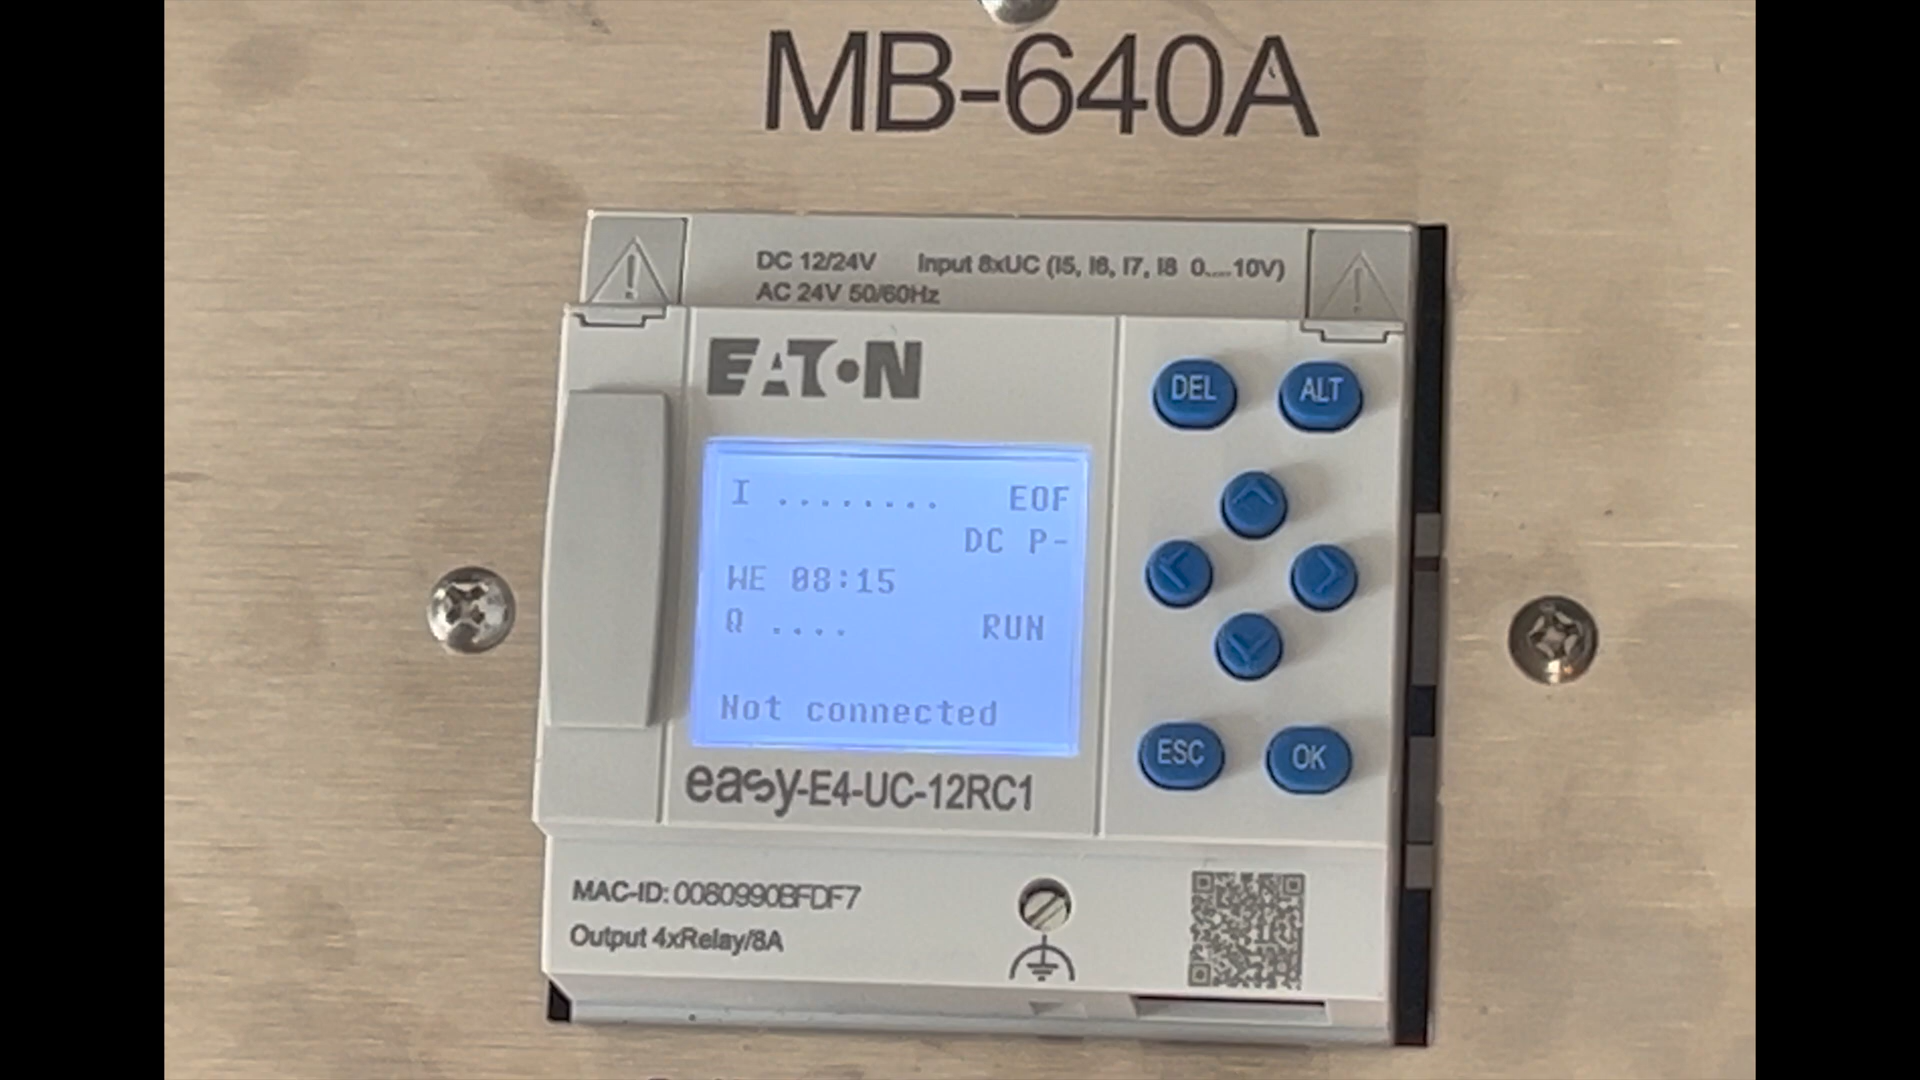 MB-640A
DC 12/24V Input 8xUC (I5, I6, I7, I8 0....10V)
AC 24V 50/60Hz
EATON
DEL ALT
I ........ EOF
DC P-
WE 08:15
Q .... RUN
Not connected
ESC OK
easy-E4-UC-12RC1
MAC-ID: 0080990BFDF7
Output 4xRelay/8A